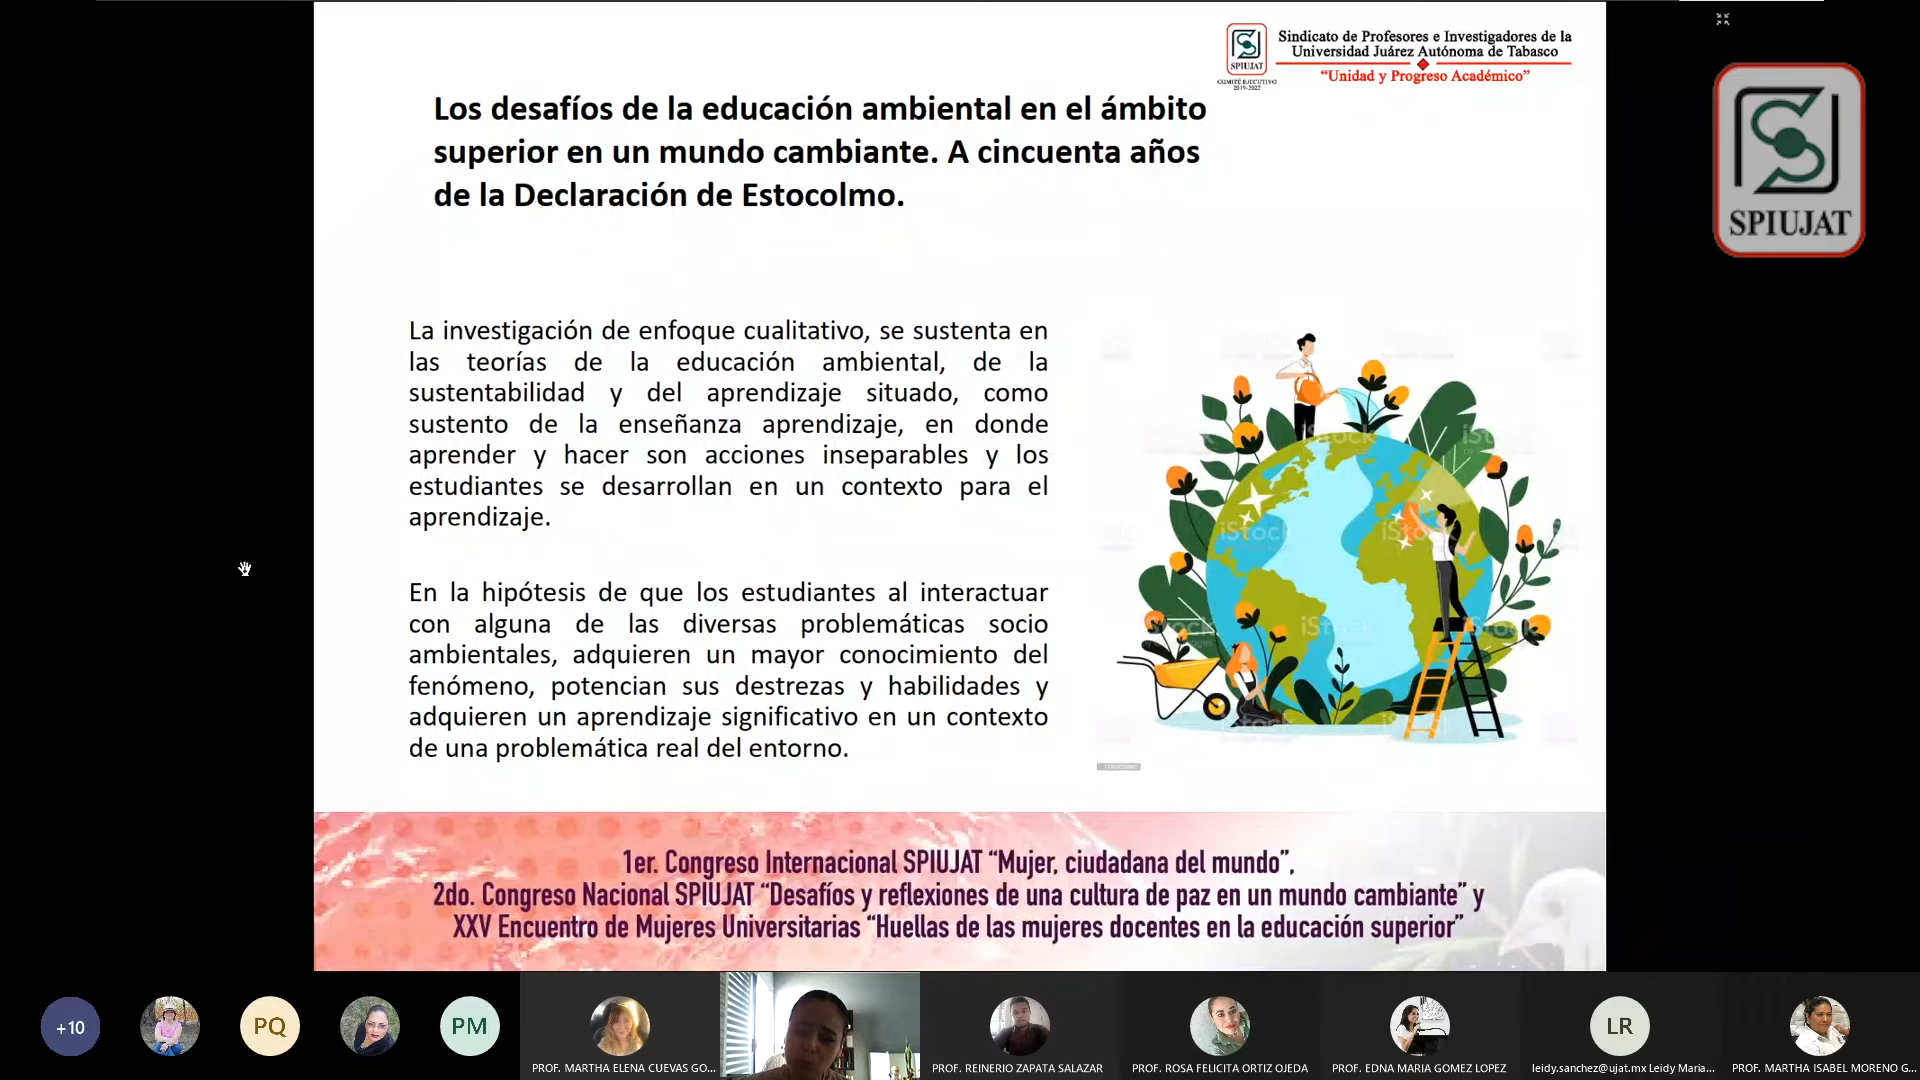 Sindicato de Profesores e Investigadores de la
Universidad Juárez Autónoma de Tabasco
“Unidad y Progreso Académico”
SPIUJAT
COMITÉ EJECUTIVO
2019-2022
SPIUJAT
Los desafíos de la educación ambiental en el ámbito
superior en un mundo cambiante. A cincuenta años
de la Declaración de Estocolmo.
La investigación de enfoque cualitativo, se sustenta en
las teorías de la educación ambiental, de la
sustentabilidad y del aprendizaje situado, como
sustento de la enseñanza aprendizaje, en donde
aprender y hacer son acciones inseparables y los
estudiantes se desarrollan en un contexto para el
aprendizaje.
En la hipótesis de que los estudiantes al interactuar
con alguna de las diversas problemáticas socio
ambientales, adquieren un mayor conocimiento del
fenómeno, potencian sus destrezas y habilidades y
adquieren un aprendizaje significativo en un contexto
de una problemática real del entorno.
iStock
iStock
iStock
1er. Congreso Internacional SPIUJAT “Mujer, ciudadana del mundo”,
2do. Congreso Nacional SPIUJAT “Desafíos y reflexiones de una cultura de paz en un mundo cambiante” y
XXV Encuentro de Mujeres Universitarias “Huellas de las mujeres docentes en la educación superior”
+10
PQ
PM
LR
PROF. MARTHA ELENA CUEVAS GO...
PROF. REINERIO ZAPATA SALAZAR
PROF. ROSA FELICITA ORTIZ OJEDA
PROF. EDNA MARIA GOMEZ LOPEZ
leidy.sanchez@ujat.mx Leidy Maria...
PROF. MARTHA ISABEL MORENO G...